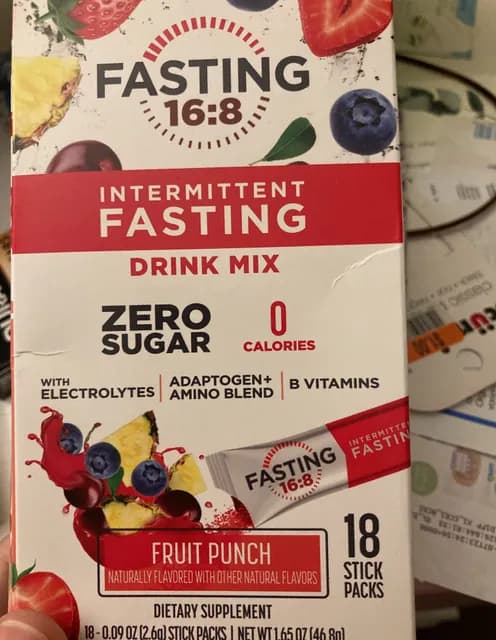 FASTING
16:8
INTERMITTENT
FASTING
DRINK MIX
ZERO
SUGAR
0
CALORIES
WITH
ELECTROLYTES
ADAPTOGEN+
AMINO BLEND
B VITAMINS
FASTING
16:8
INTERMITTE
FASTIN
FRUIT PUNCH
NATURALLY FLAVORED WITH OTHER NATURAL FLAVORS
18
STICK
PACKS
DIETARY SUPPLEMENT
18 - 0.09 OZ (2.6g) STICK PACKS | NET WT 1.65 OZ (46.8g)